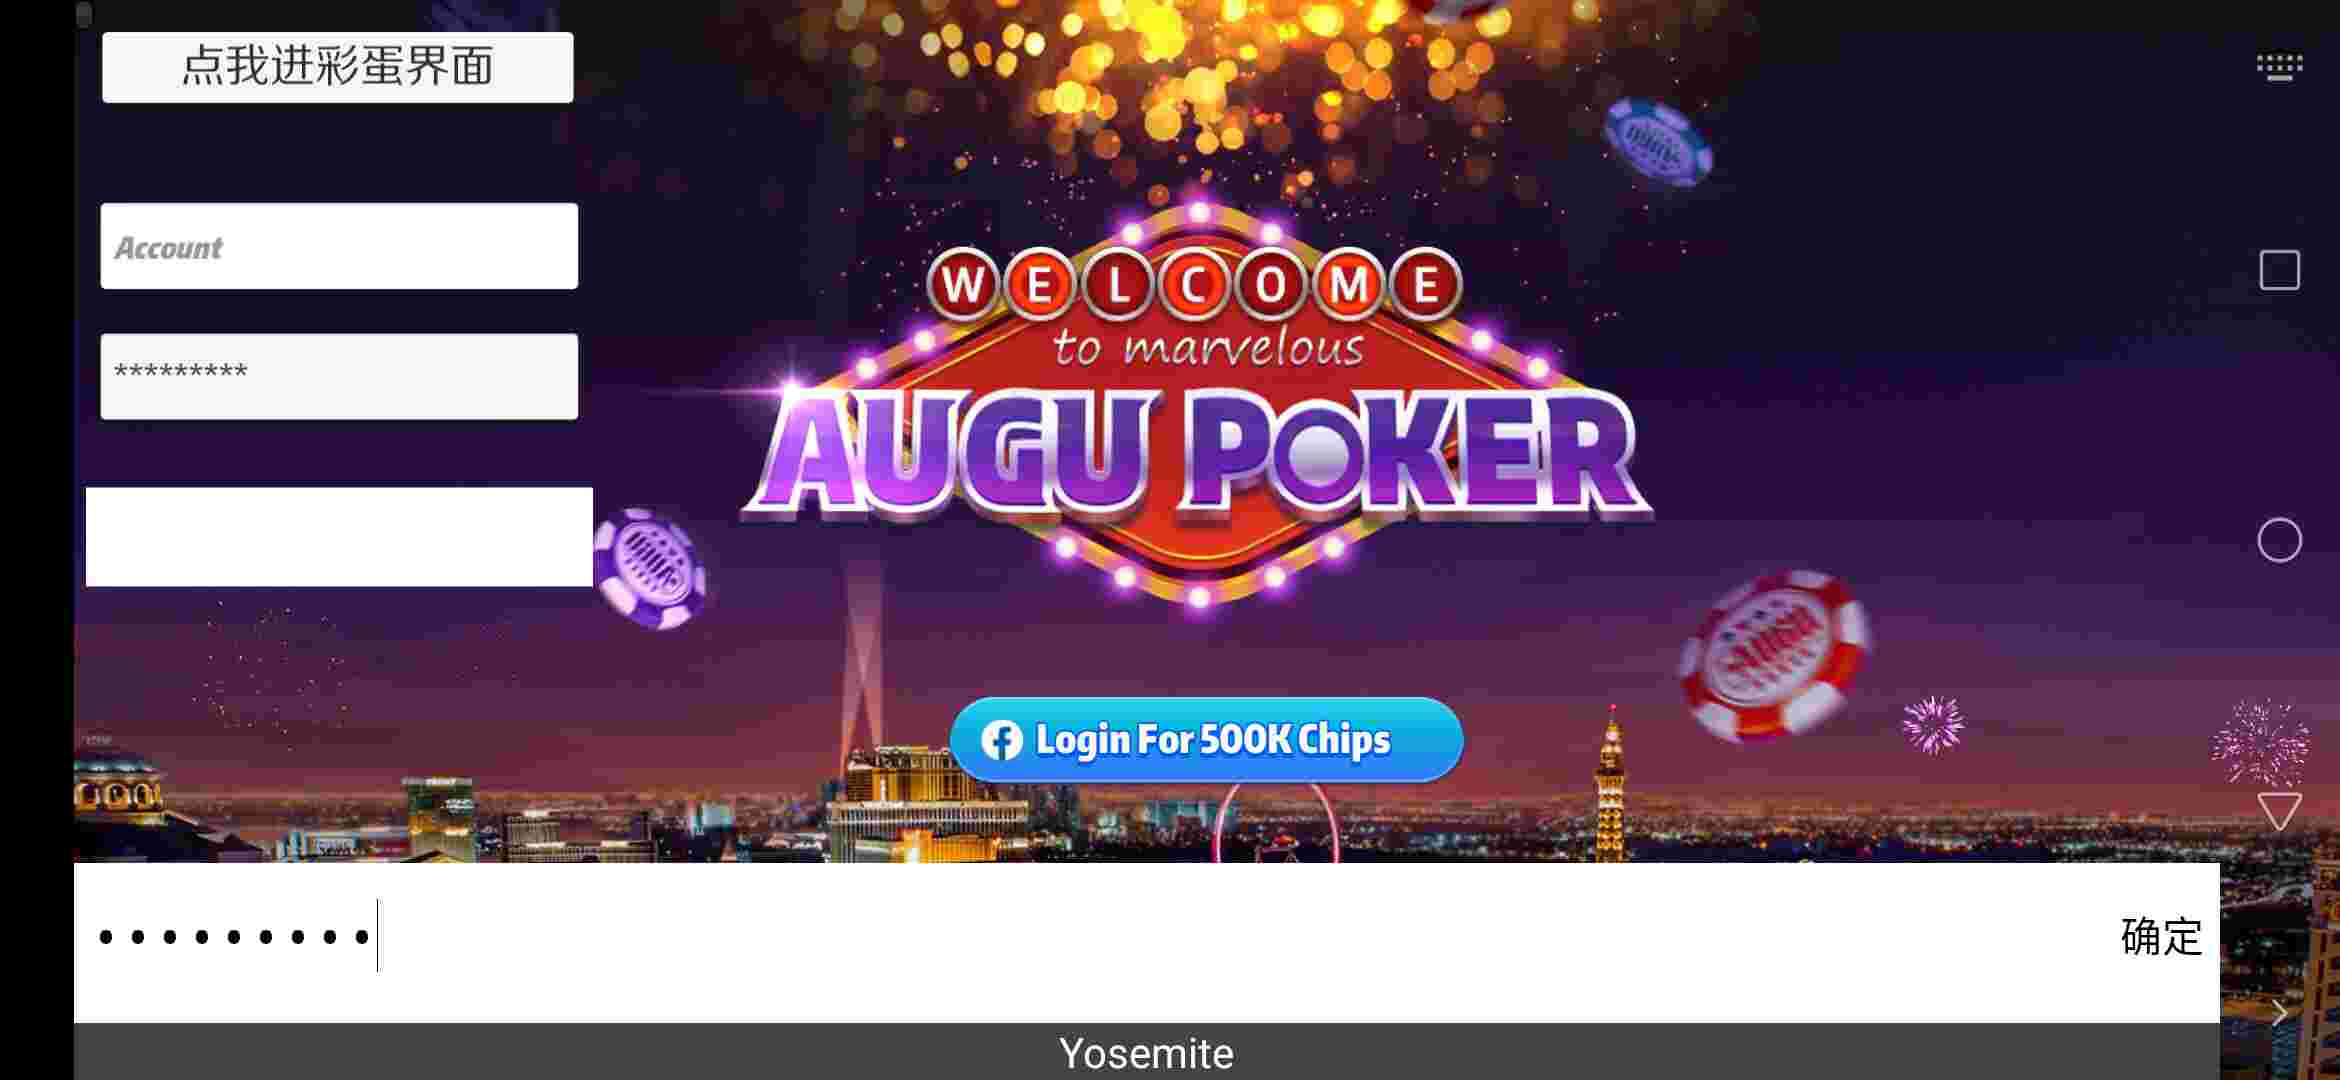 点我进彩蛋界面
Account
*********
WELCOME
to marvelous
AUGU POKER
Login For 500K Chips
•••••••••
确定
Yosemite